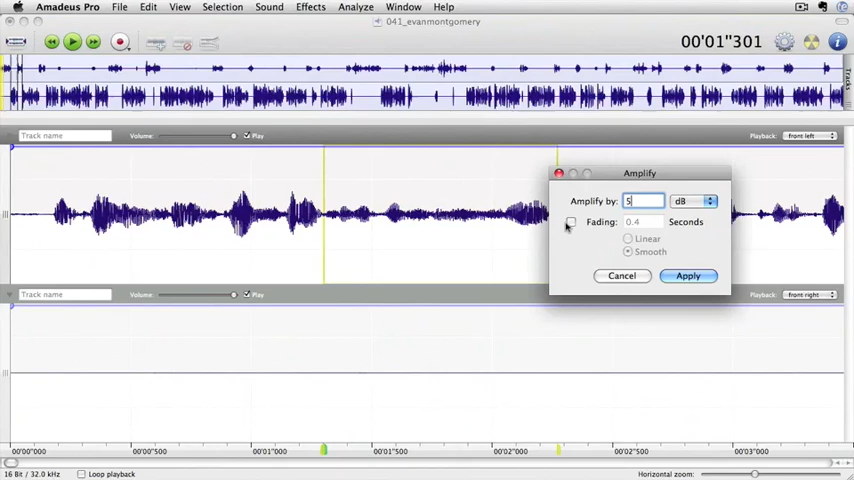 Amadeus Pro File Edit View Selection Sound Effects Analyze Window Help
041_evanmontgomery
00'01"301
Tracks
Track name Volume: Play Playback: front left
Amplify
Amplify by: 5 dB
Fading: 0.4 Seconds
Linear
Smooth
Cancel Apply
Track name Volume: Play Playback: front right
00'00"000 00'00"500 00'01"000 00'01"500 00'02"000 00'02"500 00'03"000
16 Bit / 32.0 kHz Loop playback Horizontal zoom: